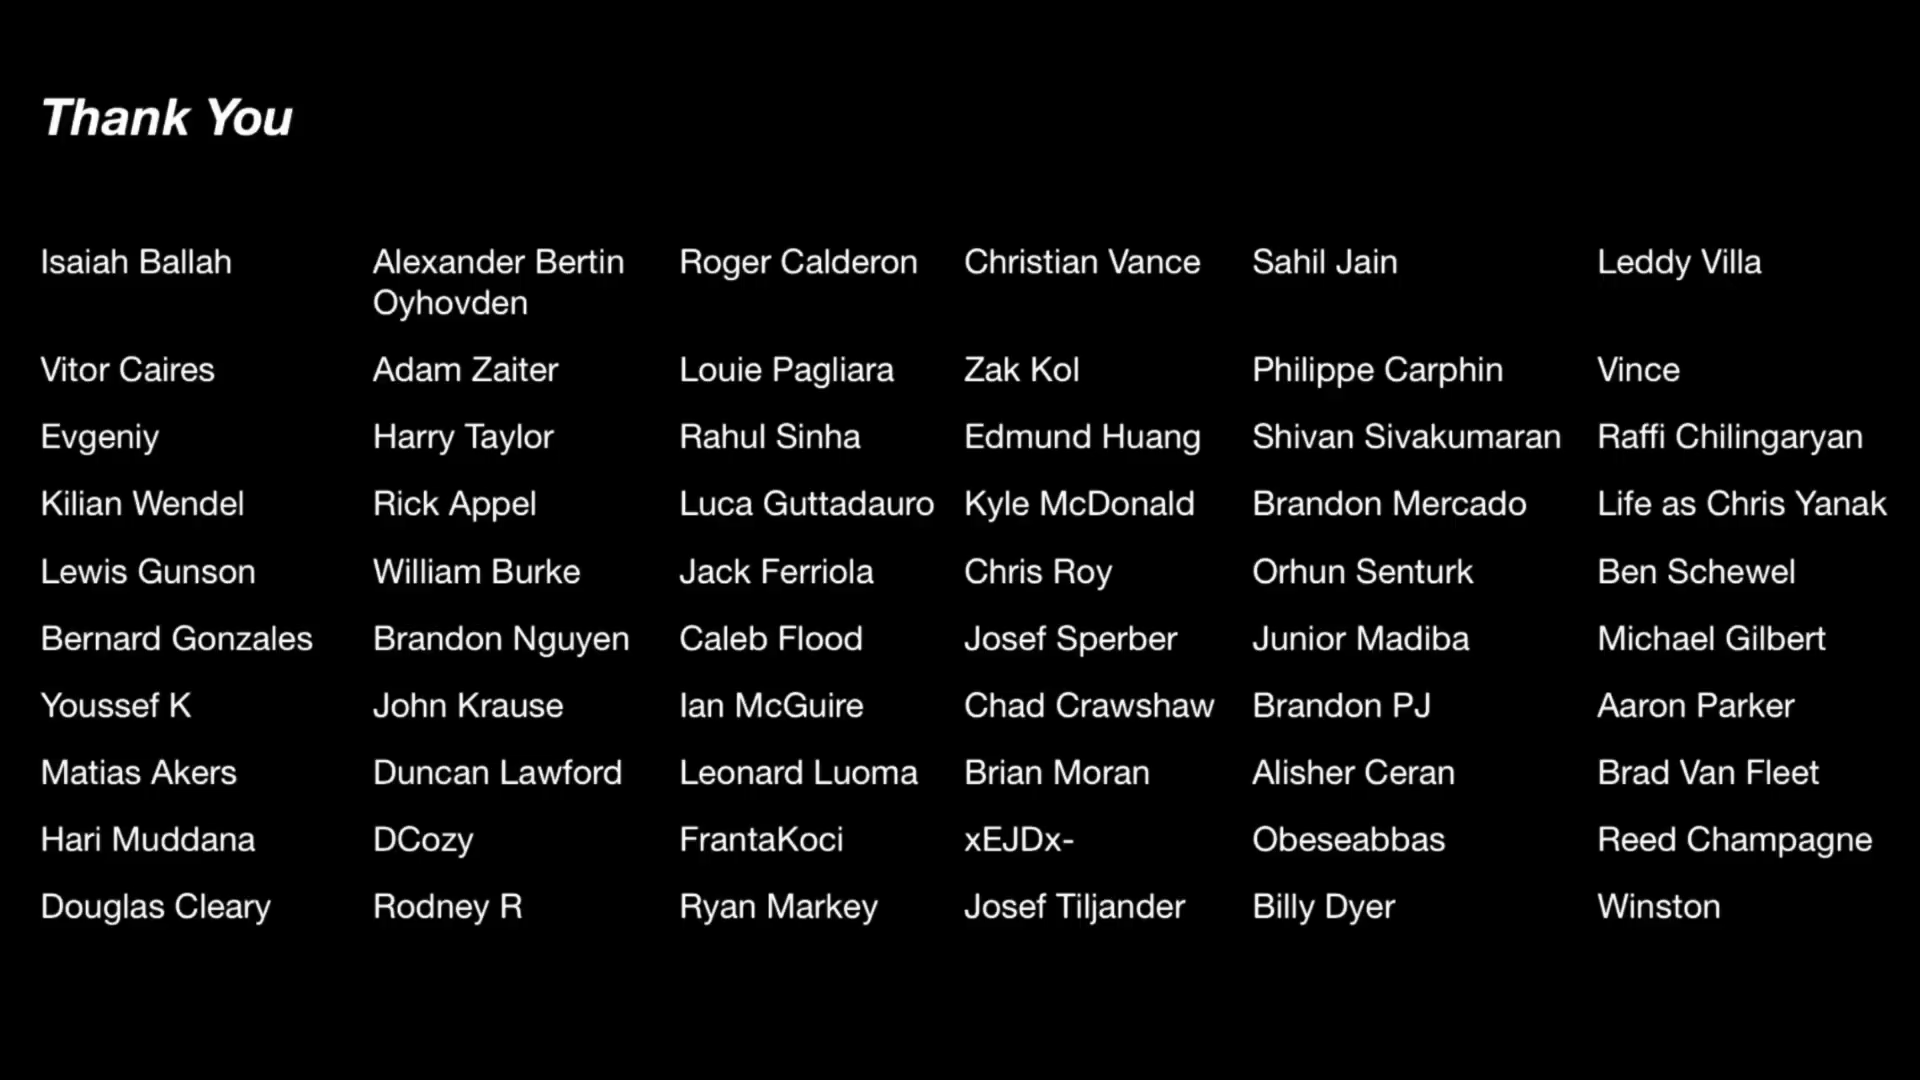 Thank You
Isaiah Ballah
Alexander Bertin
Oyhovden
Roger Calderon
Christian Vance
Sahil Jain
Leddy Villa
Vitor Caires
Adam Zaiter
Louie Pagliara
Zak Kol
Philippe Carphin
Vince
Evgeniy
Harry Taylor
Rahul Sinha
Edmund Huang
Shivan Sivakumaran
Raffi Chilingaryan
Kilian Wendel
Rick Appel
Luca Guttadauro
Kyle McDonald
Brandon Mercado
Life as Chris Yanak
Lewis Gunson
William Burke
Jack Ferriola
Chris Roy
Orhun Senturk
Ben Schewel
Bernard Gonzales
Brandon Nguyen
Caleb Flood
Josef Sperber
Junior Madiba
Michael Gilbert
Youssef K
John Krause
Ian McGuire
Chad Crawshaw
Brandon PJ
Aaron Parker
Matias Akers
Duncan Lawford
Leonard Luoma
Brian Moran
Alisher Ceran
Brad Van Fleet
Hari Muddana
DCozy
FrantaKoci
xEJDx-
Obeseabbas
Reed Champagne
Douglas Cleary
Rodney R
Ryan Markey
Josef Tiljander
Billy Dyer
Winston